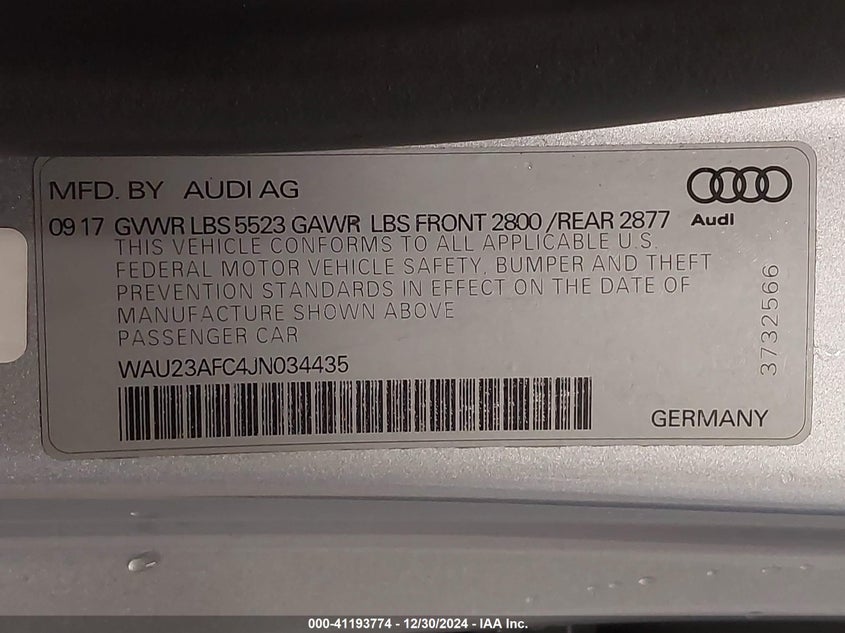 MFD. BY AUDI AG
09 17 GVWR LBS 5523 GAWR LBS FRONT 2800 /REAR 2877
Audi
THIS VEHICLE CONFORMS TO ALL APPLICABLE U.S.
FEDERAL MOTOR VEHICLE SAFETY, BUMPER AND THEFT
PREVENTION STANDARDS IN EFFECT ON THE DATE OF
MANUFACTURE SHOWN ABOVE
PASSENGER CAR
3732566
WAU23AFC4JN034435
GERMANY
000-41193774 - 12/30/2024 - IAA Inc.